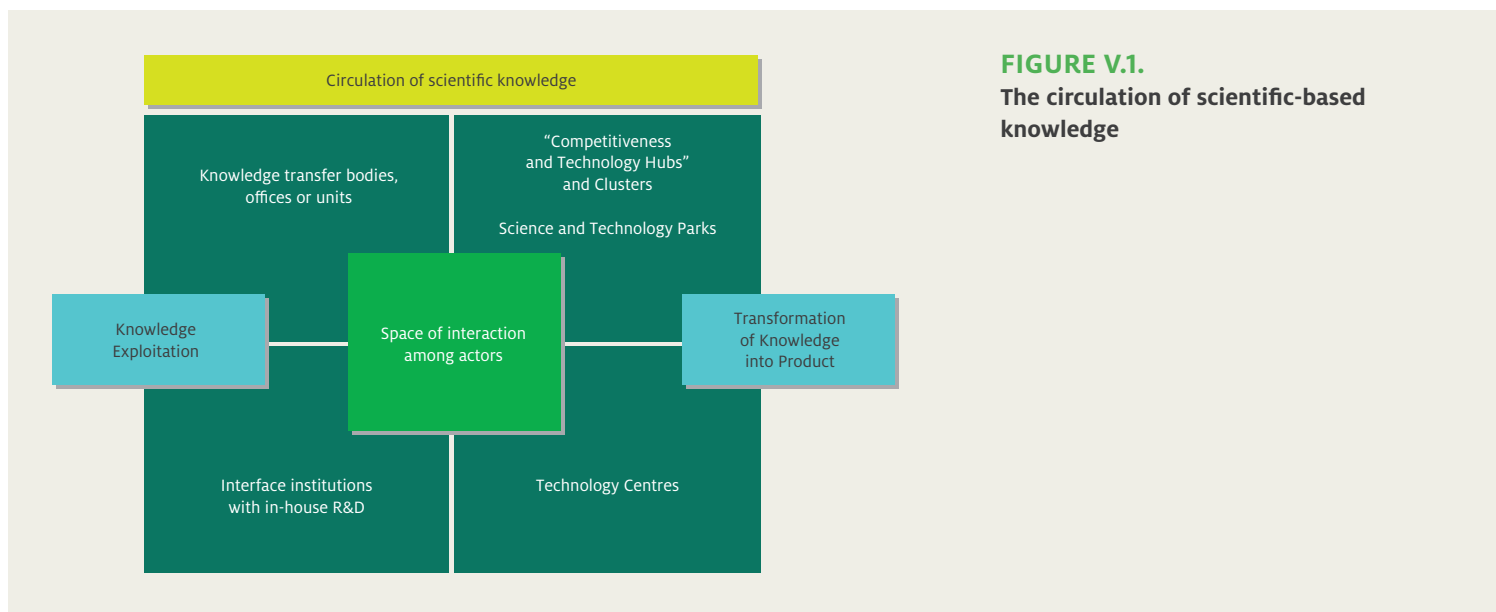 Circulation of scientific knowledge
Knowledge transfer bodies,
offices or units
“Competitiveness
and Technology Hubs”
and Clusters
Science and Technology Parks
Knowledge
Exploitation
Space of interaction
among actors
Transformation
of Knowledge
into Product
Interface institutions
with in-house R&D
Technology Centres
FIGURE V.1.
The circulation of scientific-based
knowledge